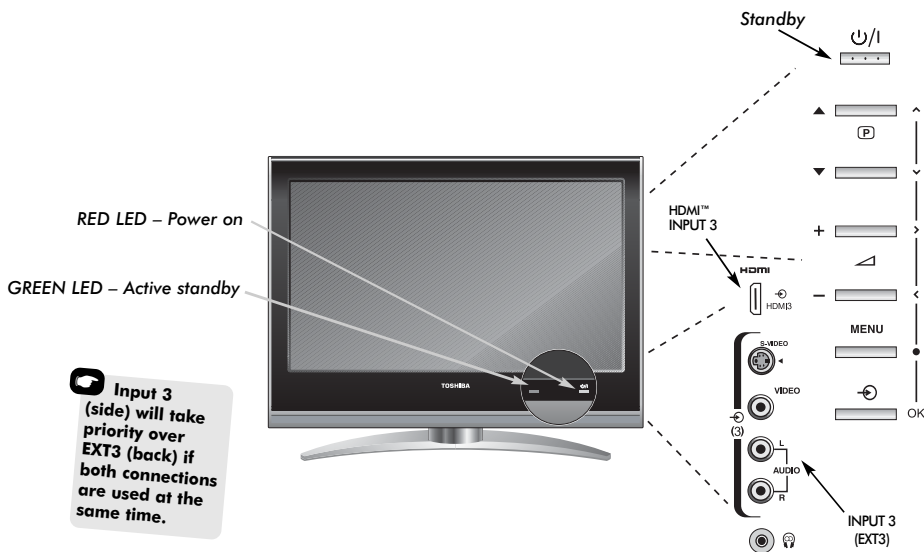 Standby
⏻/I
P
RED LED – Power on
GREEN LED – Active standby
HDMI™
INPUT 3
HDMI
HDMI3
+
−
MENU
S-VIDEO
VIDEO
(3)
L
AUDIO
R
OK
TOSHIBA
⏻/I
Input 3
(side) will take
priority over
EXT3 (back) if
both connections
are used at the
same time.
INPUT 3
(EXT3)